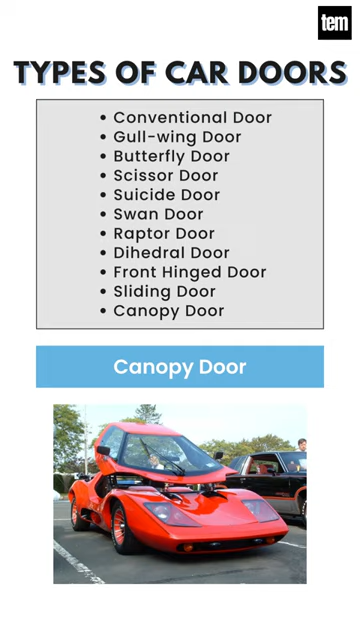 tem
TYPES OF CAR DOORS
• Conventional Door
• Gull-wing Door
• Butterfly Door
• Scissor Door
• Suicide Door
• Swan Door
• Raptor Door
• Dihedral Door
• Front Hinged Door
• Sliding Door
• Canopy Door
Canopy Door